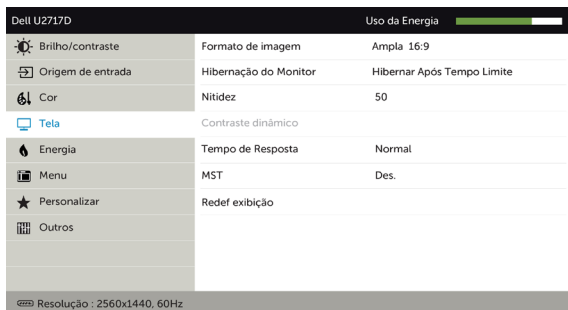 Dell U2717D Uso da Energia
Brilho/contraste Formato de imagem Ampla 16:9
Origem de entrada Hibernação do Monitor Hibernar Após Tempo Limite
Cor Nitidez 50
Tela Contraste dinâmico
Energia Tempo de Resposta Normal
Menu MST Des.
Personalizar Redef exibição
Outros
Resolução : 2560x1440, 60Hz